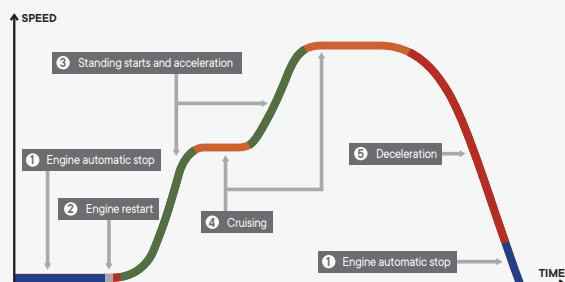 SPEED
3 Standing starts and acceleration
1 Engine automatic stop
2 Engine restart
4 Cruising
5 Deceleration
1 Engine automatic stop
TIME